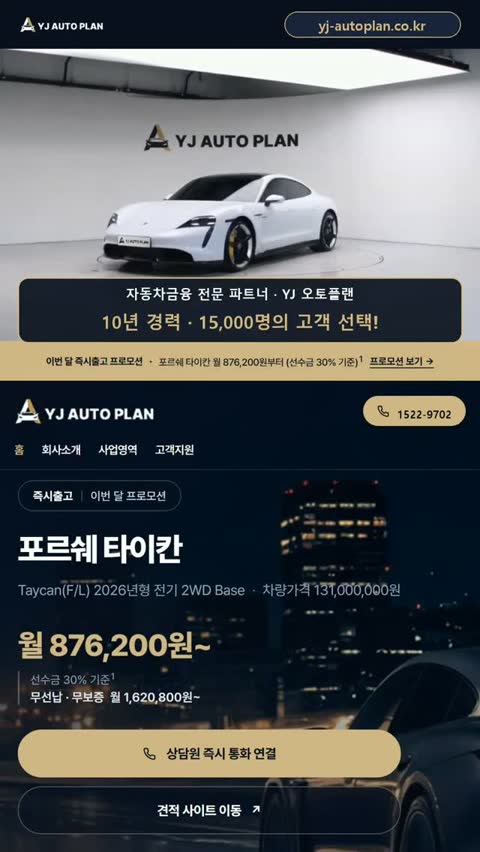 YJ AUTO PLAN
yj-autoplan.co.kr
YJ AUTO PLAN
YJ AUTO PLAN
자동차금융 전문 파트너 · YJ 오토플랜
10년 경력 · 15,000명의 고객 선택!
이번 달 즉시출고 프로모션 · 포르쉐 타이칸 월 876,200원부터 (선수금 30% 기준)¹ 프로모션 보기 →
YJ AUTO PLAN
1522-9702
홈 회사소개 사업영역 고객지원
즉시출고 | 이번 달 프로모션
포르쉐 타이칸
Taycan(F/L) 2026년형 전기 2WD Base · 차량가격 131,000,000원
월 876,200원~
선수금 30% 기준¹
무선납·무보증 월 1,620,800원~
상담원 즉시 통화 연결
견적 사이트 이동 ↗